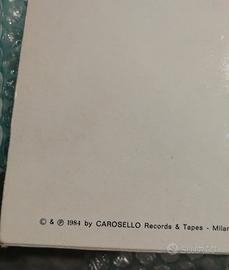 © & ℗ 1984 by CAROSELLO Records & Tapes - Milan